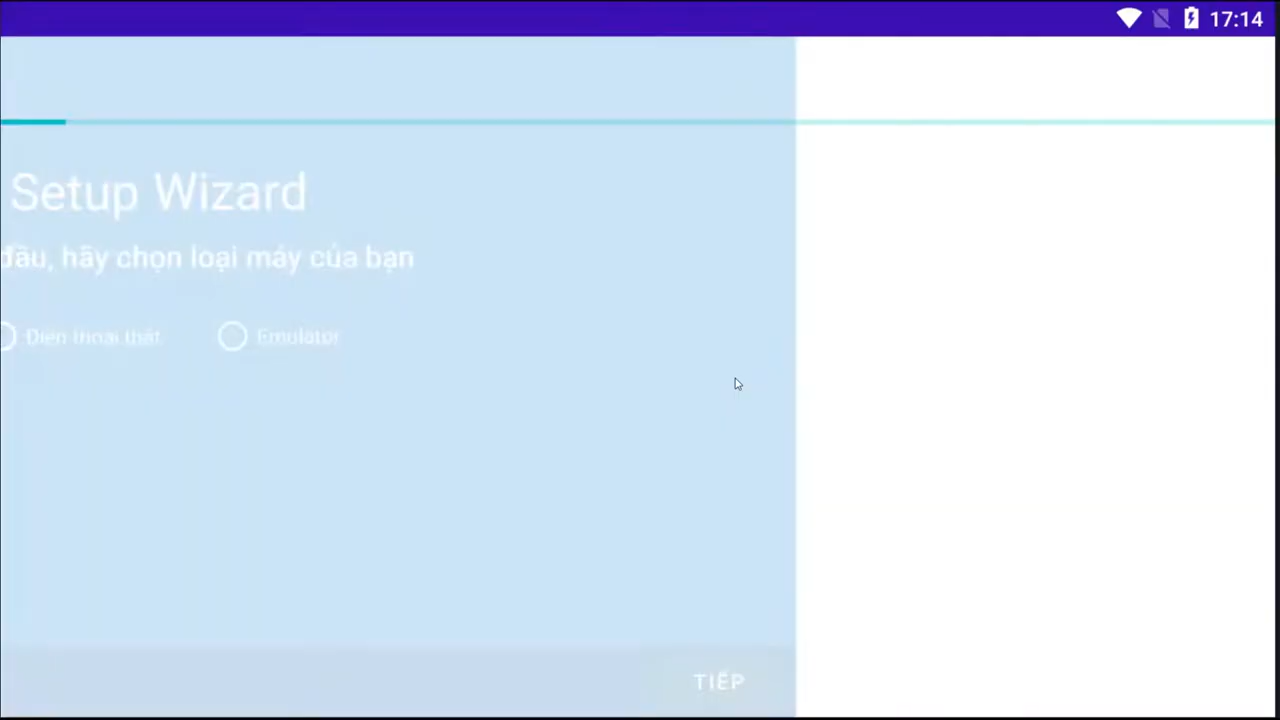 17:14
Setup Wizard
đầu, hãy chọn loại máy của bạn
Điện thoại thật
Emulator
TIẾP